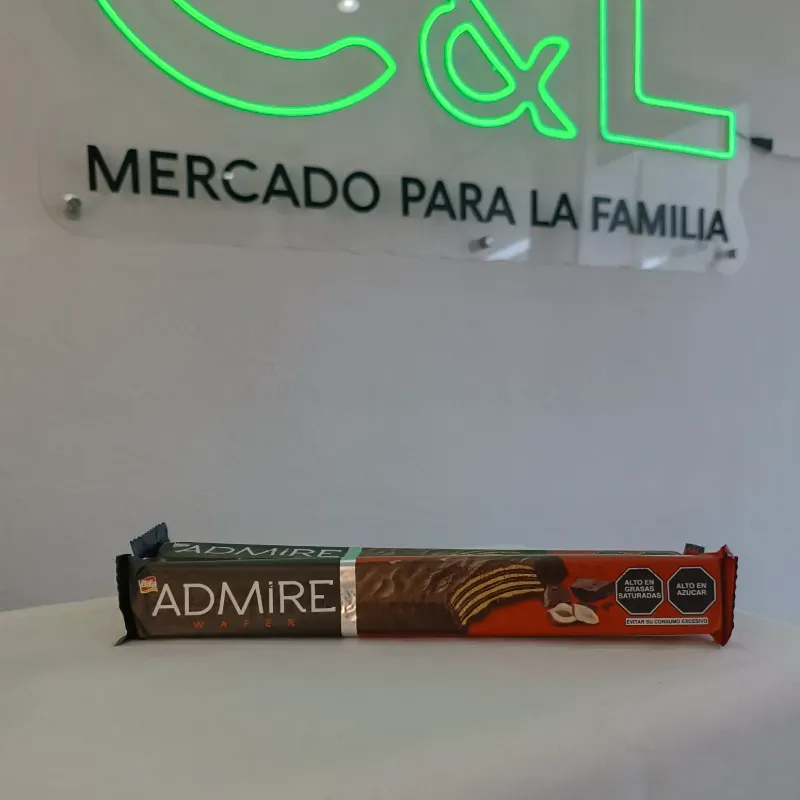 C&L
MERCADO PARA LA FAMILIA
ADMiRE
ADMiRE
WAFER
ALTO EN
GRASAS
SATURADAS
ALTO EN
AZÚCAR
EVITAR SU CONSUMO EXCESIVO